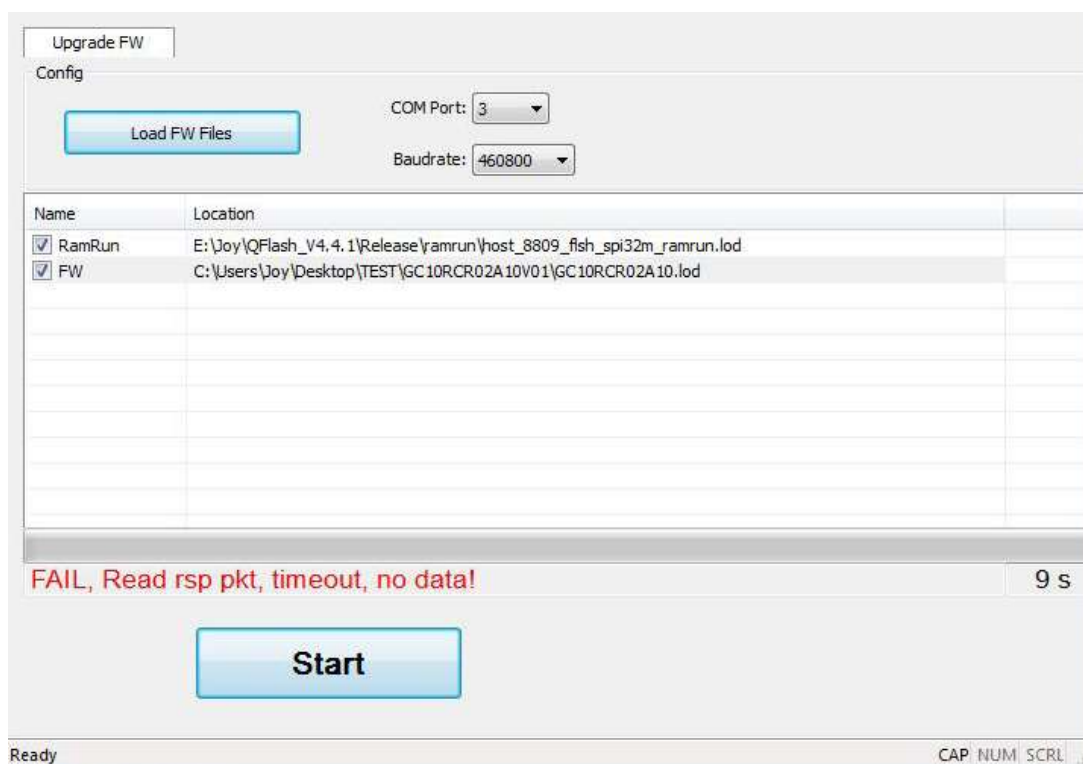 Upgrade FW
Config
Load FW Files
COM Port: 3
Baudrate: 460800
Name Location
RamRun E:\Joy\QFlash_V4.4.1\Release\ramrun\host_8809_flsh_spi32m_ramrun.lod
FW C:\Users\Joy\Desktop\TEST\GC10RCR02A10V01\GC10RCR02A10.lod
FAIL, Read rsp pkt, timeout, no data! 9 s
Start
Ready CAP NUM SCRL